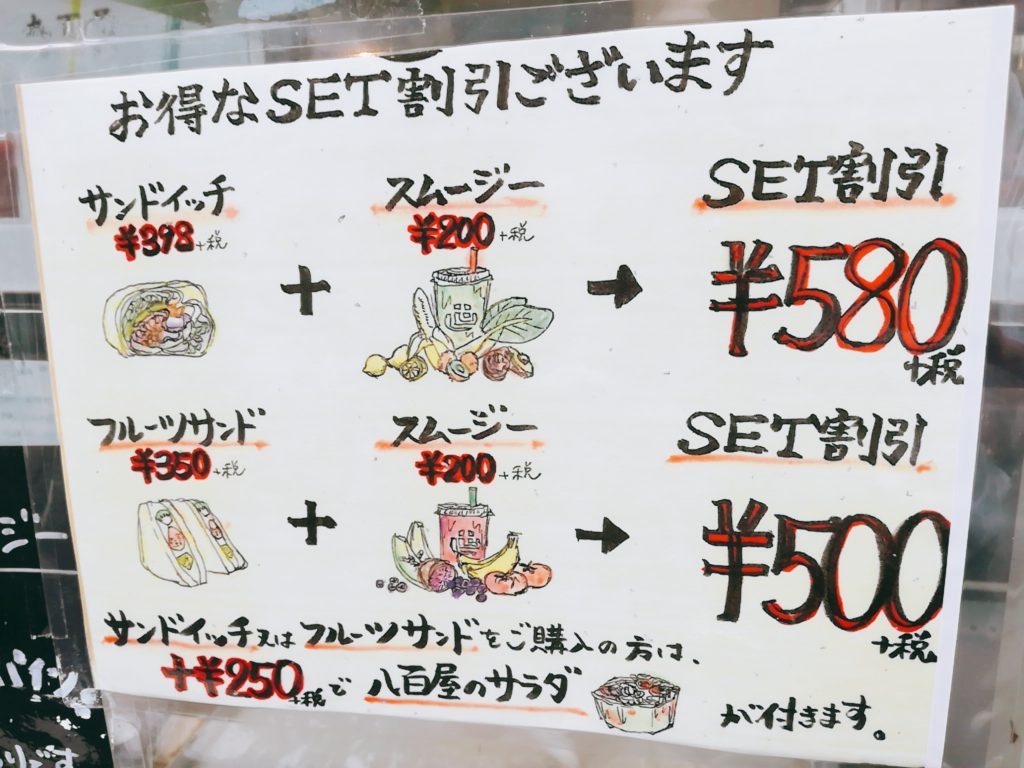 お得なSET割引ございます
サンドイッチ
¥398+税
+
スムージー
¥200+税
→
SET割引
¥580
+税
フルーツサンド
¥350+税
+
スムージー
¥200+税
→
SET割引
¥500
+税
サンドイッチ又はフルーツサンドをご購入の方は、
+¥250+税で 八百屋のサラダ が付きます。